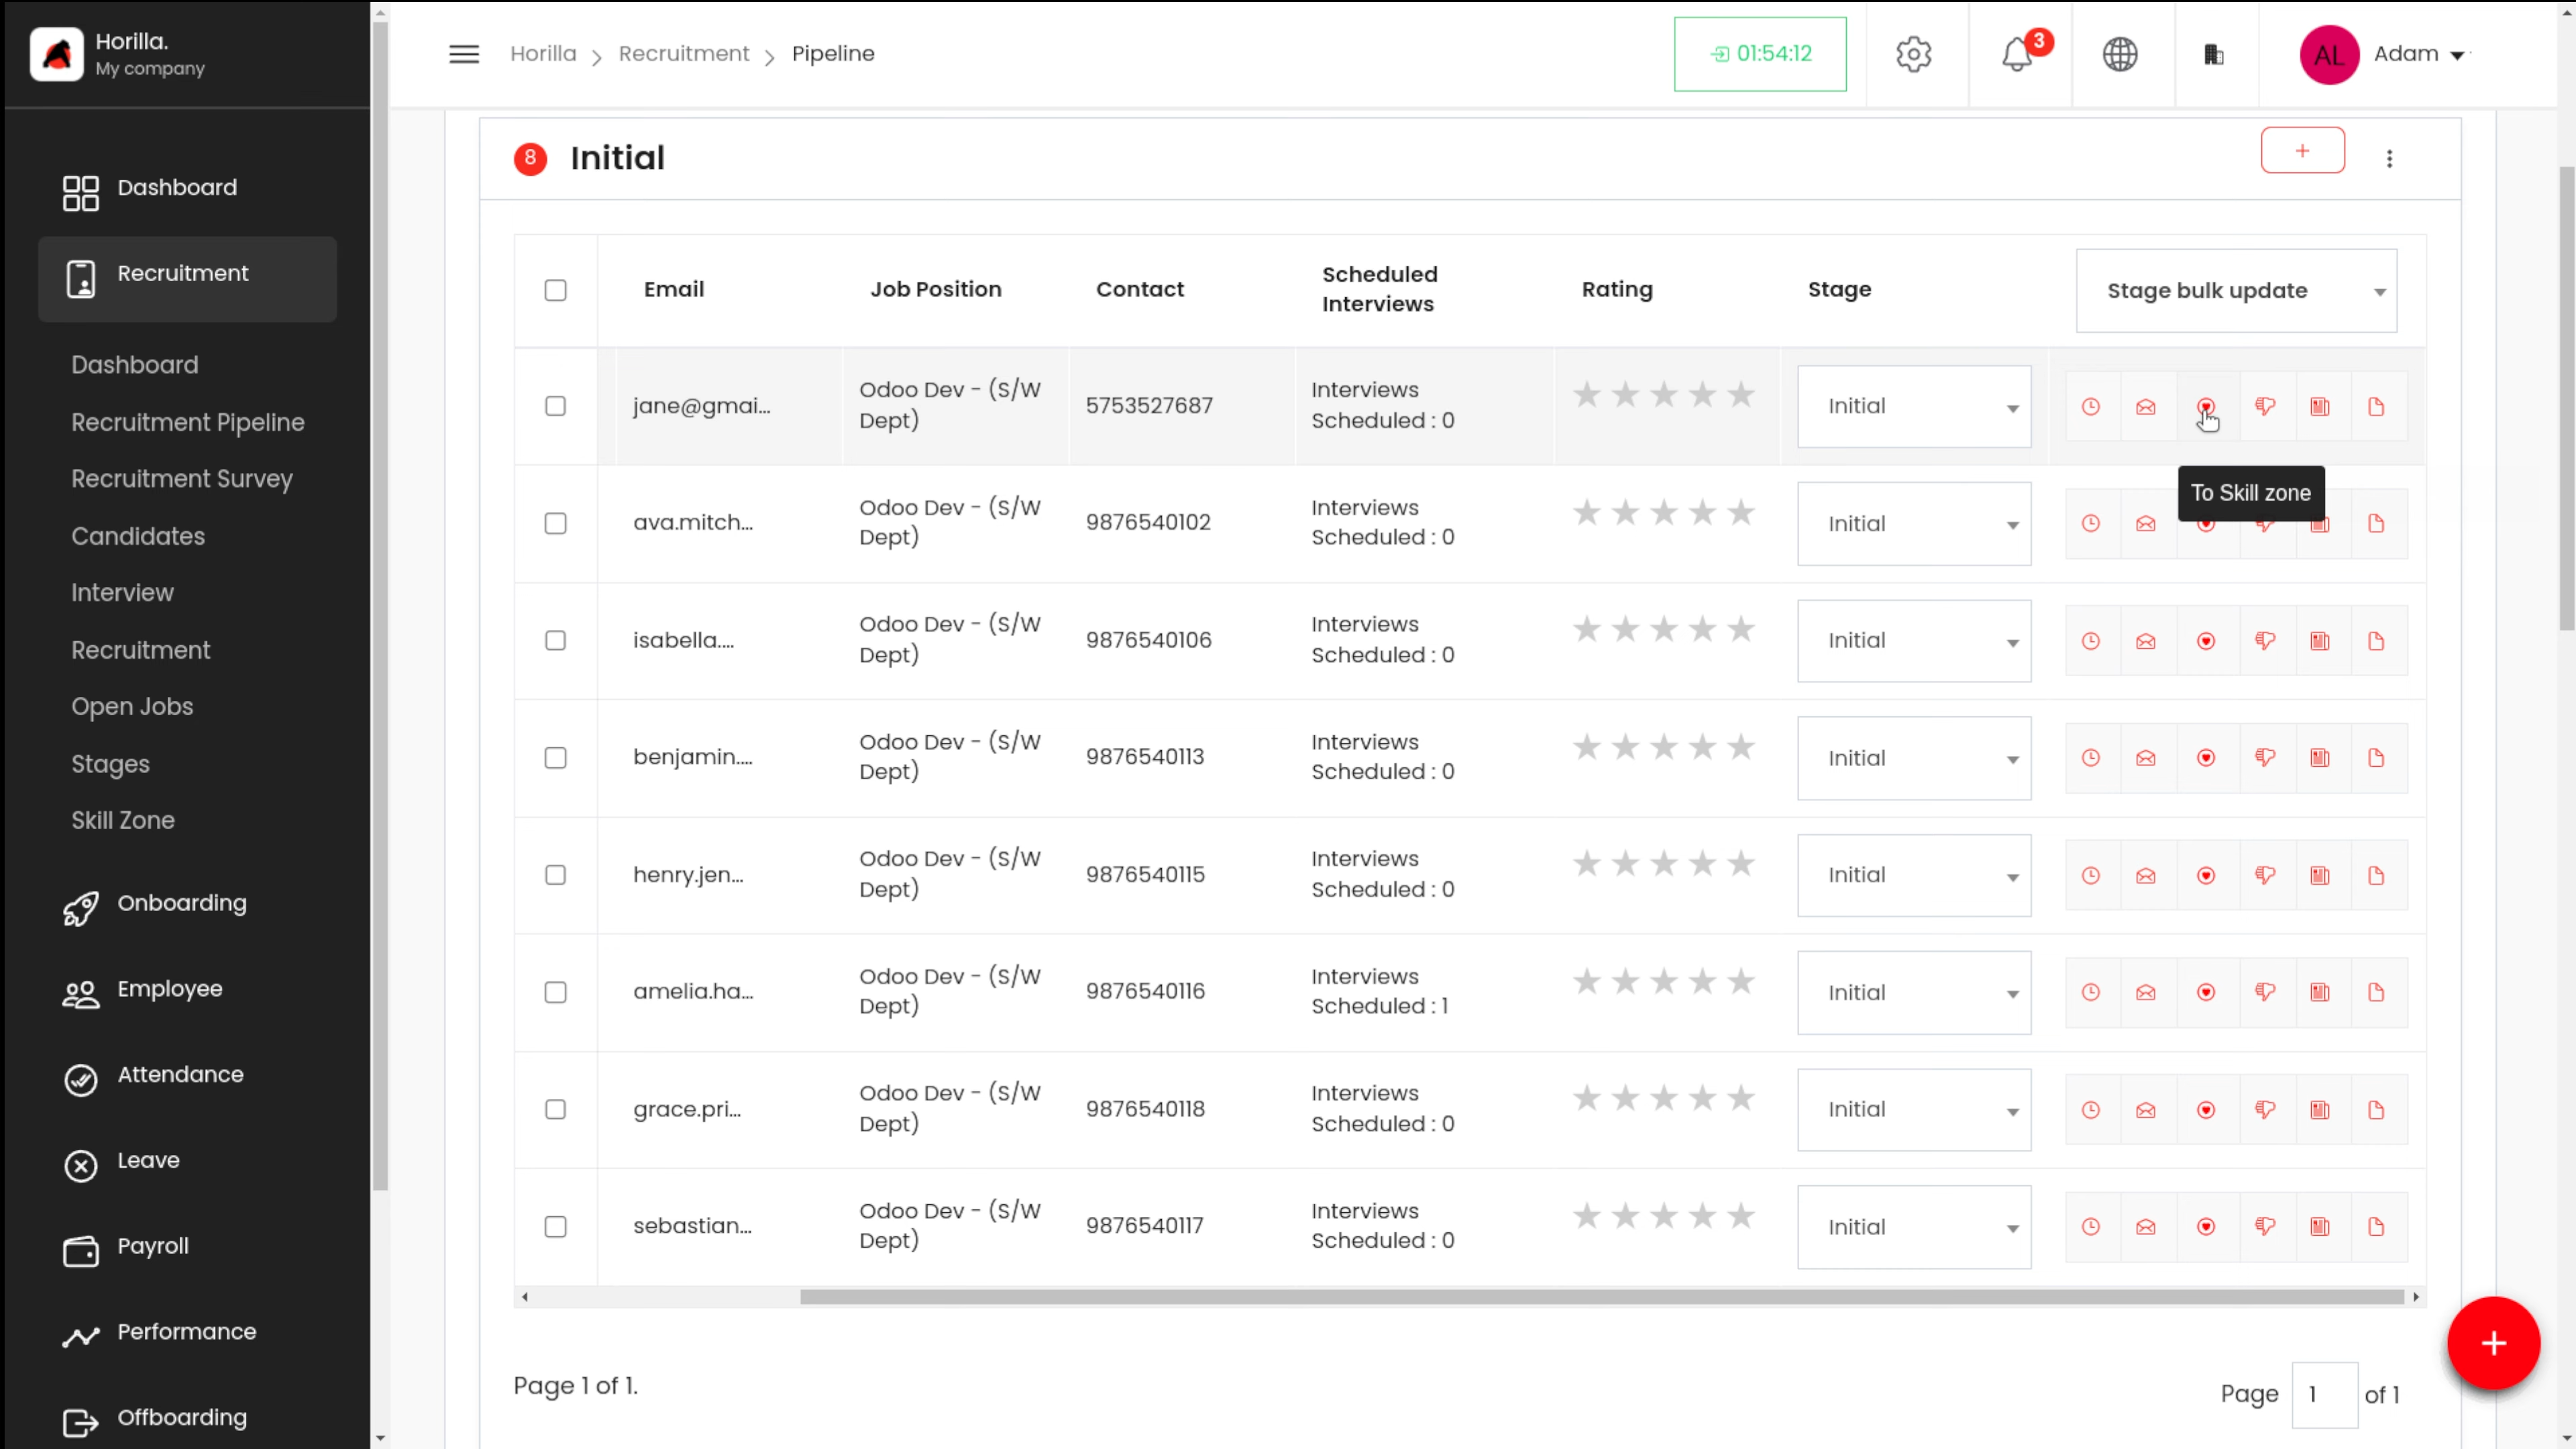 Horilla.
My company
Horilla > Recruitment > Pipeline
01:54:12
3
AL
Adam
Dashboard
Recruitment
Dashboard
Recruitment Pipeline
Recruitment Survey
Candidates
Interview
Recruitment
Open Jobs
Stages
Skill Zone
Onboarding
Employee
Attendance
Leave
Payroll
Performance
Offboarding
8 Initial
+
Email Job Position Contact Scheduled Interviews Rating Stage Stage bulk update
jane@gmai... Odoo Dev - (S/W Dept) 5753527687 Interviews Scheduled : 0 Initial
To Skill zone
ava.mitch... Odoo Dev - (S/W Dept) 9876540102 Interviews Scheduled : 0 Initial
isabella.... Odoo Dev - (S/W Dept) 9876540106 Interviews Scheduled : 0 Initial
benjamin.... Odoo Dev - (S/W Dept) 9876540113 Interviews Scheduled : 0 Initial
henry.jen... Odoo Dev - (S/W Dept) 9876540115 Interviews Scheduled : 0 Initial
amelia.ha... Odoo Dev - (S/W Dept) 9876540116 Interviews Scheduled : 1 Initial
grace.pri... Odoo Dev - (S/W Dept) 9876540118 Interviews Scheduled : 0 Initial
sebastian... Odoo Dev - (S/W Dept) 9876540117 Interviews Scheduled : 0 Initial
+
Page 1 of 1.
Page 1 of 1